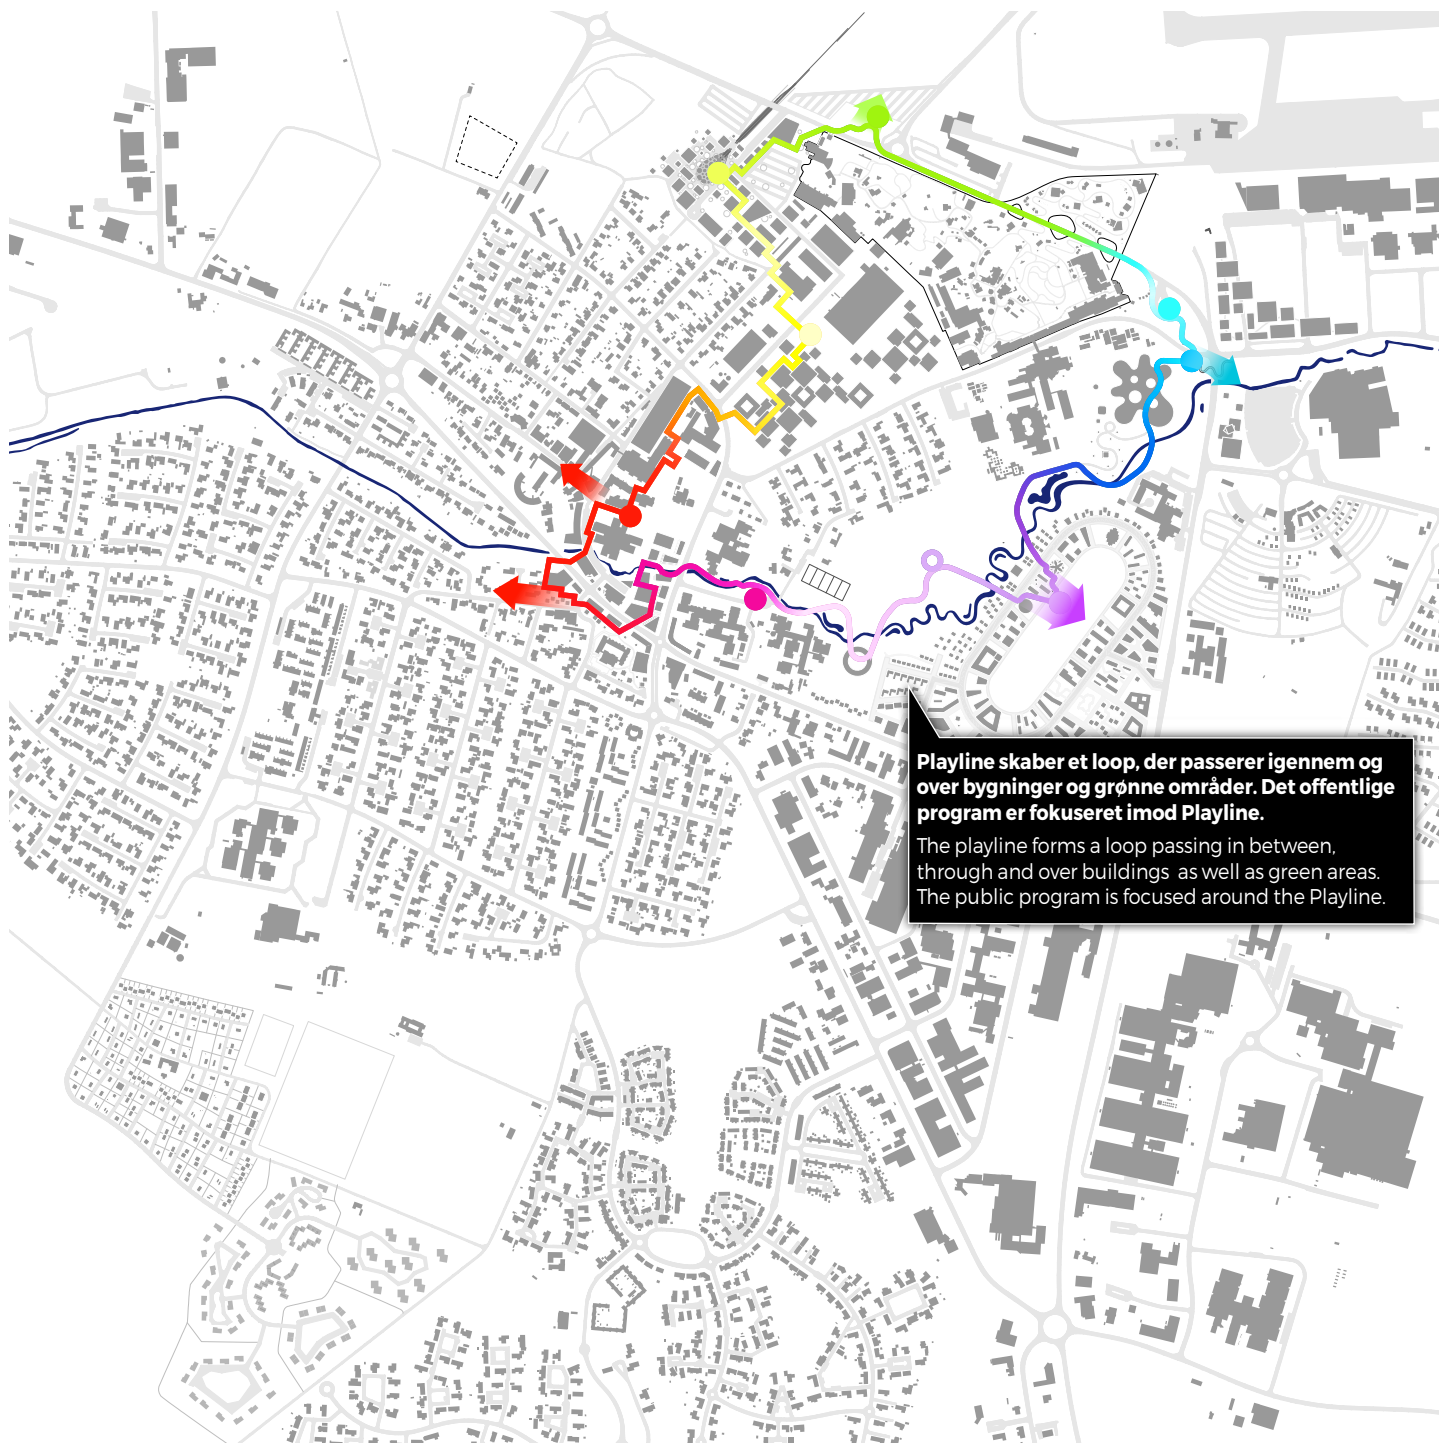 Playline skaber et loop, der passerer igennem og
over bygninger og grønne områder. Det offentlige
program er fokuseret imod Playline.
The playline forms a loop passing in between,
through and over buildings as well as green areas.
The public program is focused around the Playline.